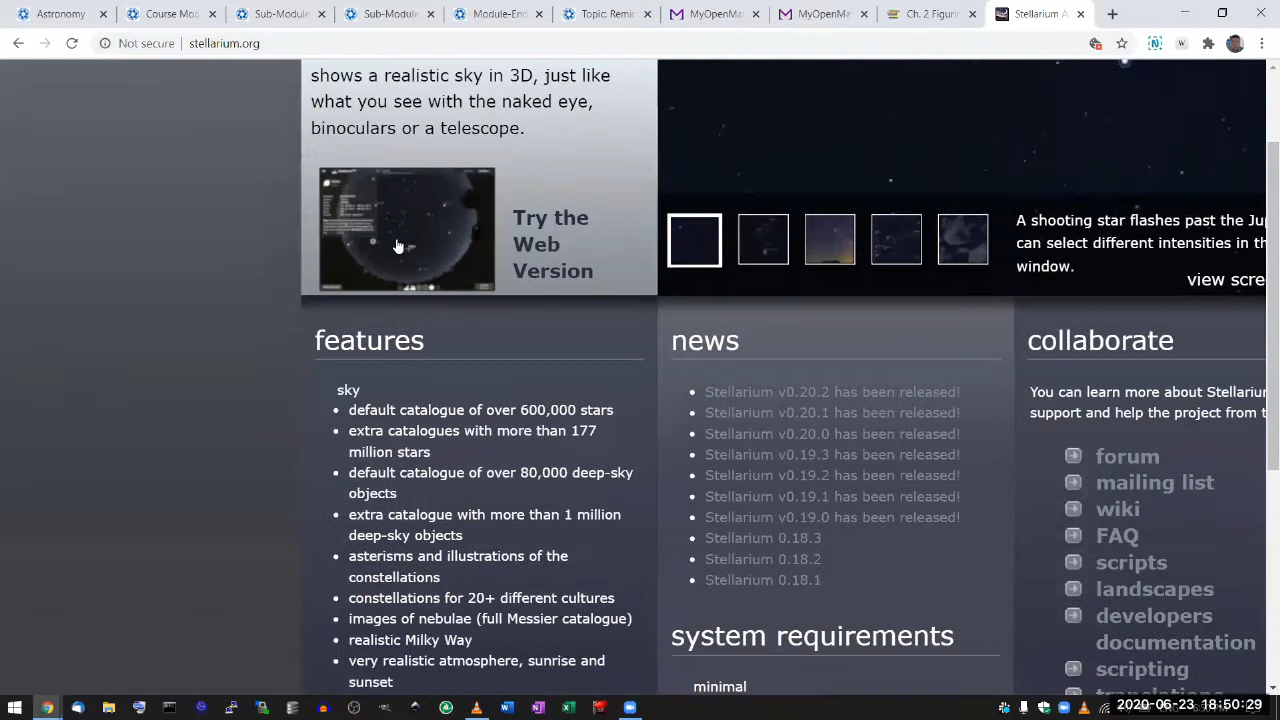 Astronomy
Course Mod
Sub-Module
Sub-Module
Module-End
Topic Remin
MyOpenMa
MyOpenMa
Ch. 2 Figurin
Stellarium A
Not secure
stellarium.org
shows a realistic sky in 3D, just like
what you see with the naked eye,
binoculars or a telescope.
Try the
Web
Version
A shooting star flashes past the Jup
can select different intensities in th
window.
view scre
features
sky
default catalogue of over 600,000 stars
extra catalogues with more than 177
million stars
default catalogue of over 80,000 deep-sky
objects
extra catalogue with more than 1 million
deep-sky objects
asterisms and illustrations of the
constellations
constellations for 20+ different cultures
images of nebulae (full Messier catalogue)
realistic Milky Way
very realistic atmosphere, sunrise and
sunset
news
Stellarium v0.20.2 has been released!
Stellarium v0.20.1 has been released!
Stellarium v0.20.0 has been released!
Stellarium v0.19.3 has been released!
Stellarium v0.19.2 has been released!
Stellarium v0.19.1 has been released!
Stellarium v0.19.0 has been released!
Stellarium 0.18.3
Stellarium 0.18.2
Stellarium 0.18.1
system requirements
minimal
collaborate
You can learn more about Stellariun
support and help the project from t
forum
mailing list
wiki
FAQ
scripts
landscapes
developers
documentation
scripting
translations
2020-06-23 18:50:29